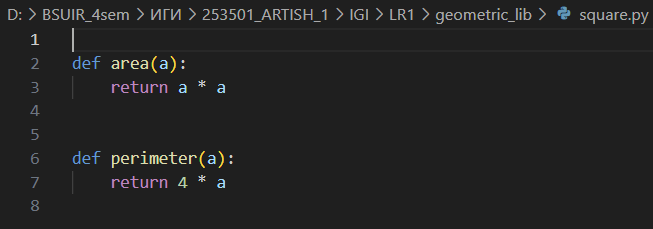 D: > BSUIR_4sem > ИГИ > 253501_ARTISH_1 > IGI > LR1 > geometric_lib > square.py
1
2 def area(a):
3     return a * a
4
5
6 def perimeter(a):
7     return 4 * a
8